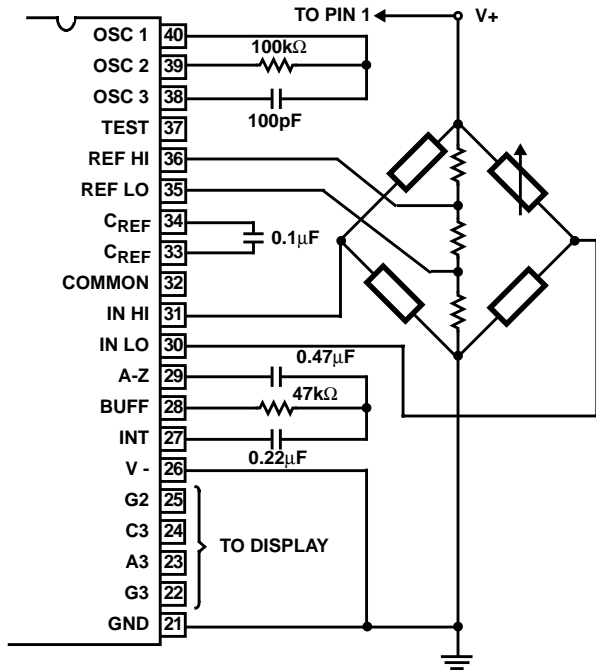 TO PIN 1 V+
OSC 1 40
100kΩ
OSC 2 39
OSC 3 38
100pF
TEST 37
REF HI 36
REF LO 35
CREF 34
0.1µF
CREF 33
COMMON 32
IN HI 31
IN LO 30
0.47µF
A-Z 29
47kΩ
BUFF 28
INT 27
0.22µF
V - 26
G2 25
C3 24
TO DISPLAY
A3 23
G3 22
GND 21